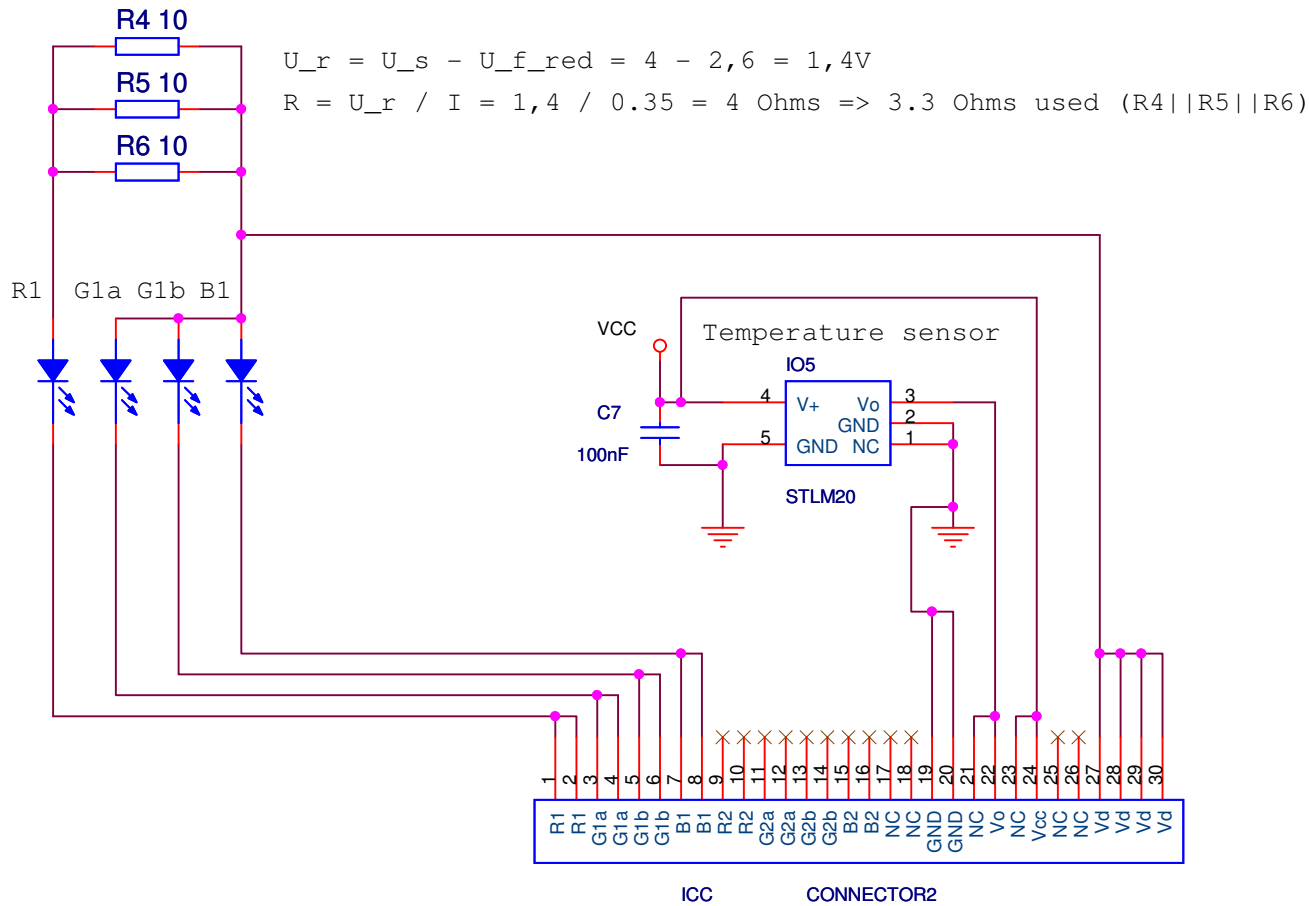 R4 10
U_r = U_s - U_f_red = 4 - 2,6 = 1,4V
R5 10
R = U_r / I = 1,4 / 0.35 = 4 Ohms => 3.3 Ohms used (R4||R5||R6)
R6 10
R1 G1a G1b B1
VCC
Temperature sensor
IO5
C7
100nF
4 V+ Vo 3
GND 2
5 GND NC 1
STLM20
1 2 3 4 5 6 7 8 9 10 11 12 13 14 15 16 17 18 19 20 21 22 23 24 25 26 27 28 29 30
R1 R1 G1a G1a G1b G1b B1 B1 R2 R2 G2a G2a G2b G2b B2 B2 NC NC GND GND NC Vo NC Vcc NC NC Vd Vd Vd Vd
ICC CONNECTOR2